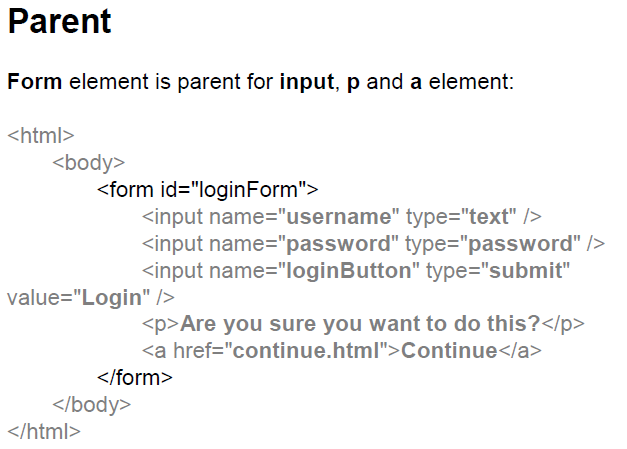 Parent
Form element is parent for input, p and a element:
<html>
<body>
<form id="loginForm">
<input name="username" type="text" />
<input name="password" type="password" />
<input name="loginButton" type="submit"
value="Login" />
<p>Are you sure you want to do this?</p>
<a href="continue.html">Continue</a>
</form>
</body>
</html>